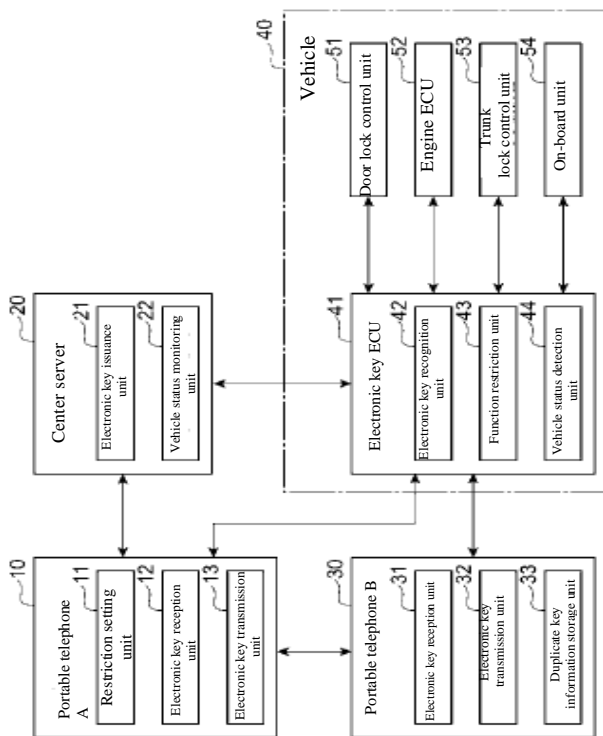 10
Portable telephone
A
11
Restriction setting
unit
12
Electronic key reception
unit
13
Electronic key transmission
unit
20
Center server
21
Electronic key issuance
unit
22
Vehicle status monitoring
unit
30
Portable telephone B
31
Electronic key reception unit
32
Electronic key
transmission unit
33
Duplicate key
information storage unit
40
Vehicle
41
Electronic key ECU
42
Electronic key recognition
unit
43
Function restriction unit
44
Vehicle status detection
unit
51
Door lock control unit
52
Engine ECU
53
Trunk
lock control unit
54
On-board unit